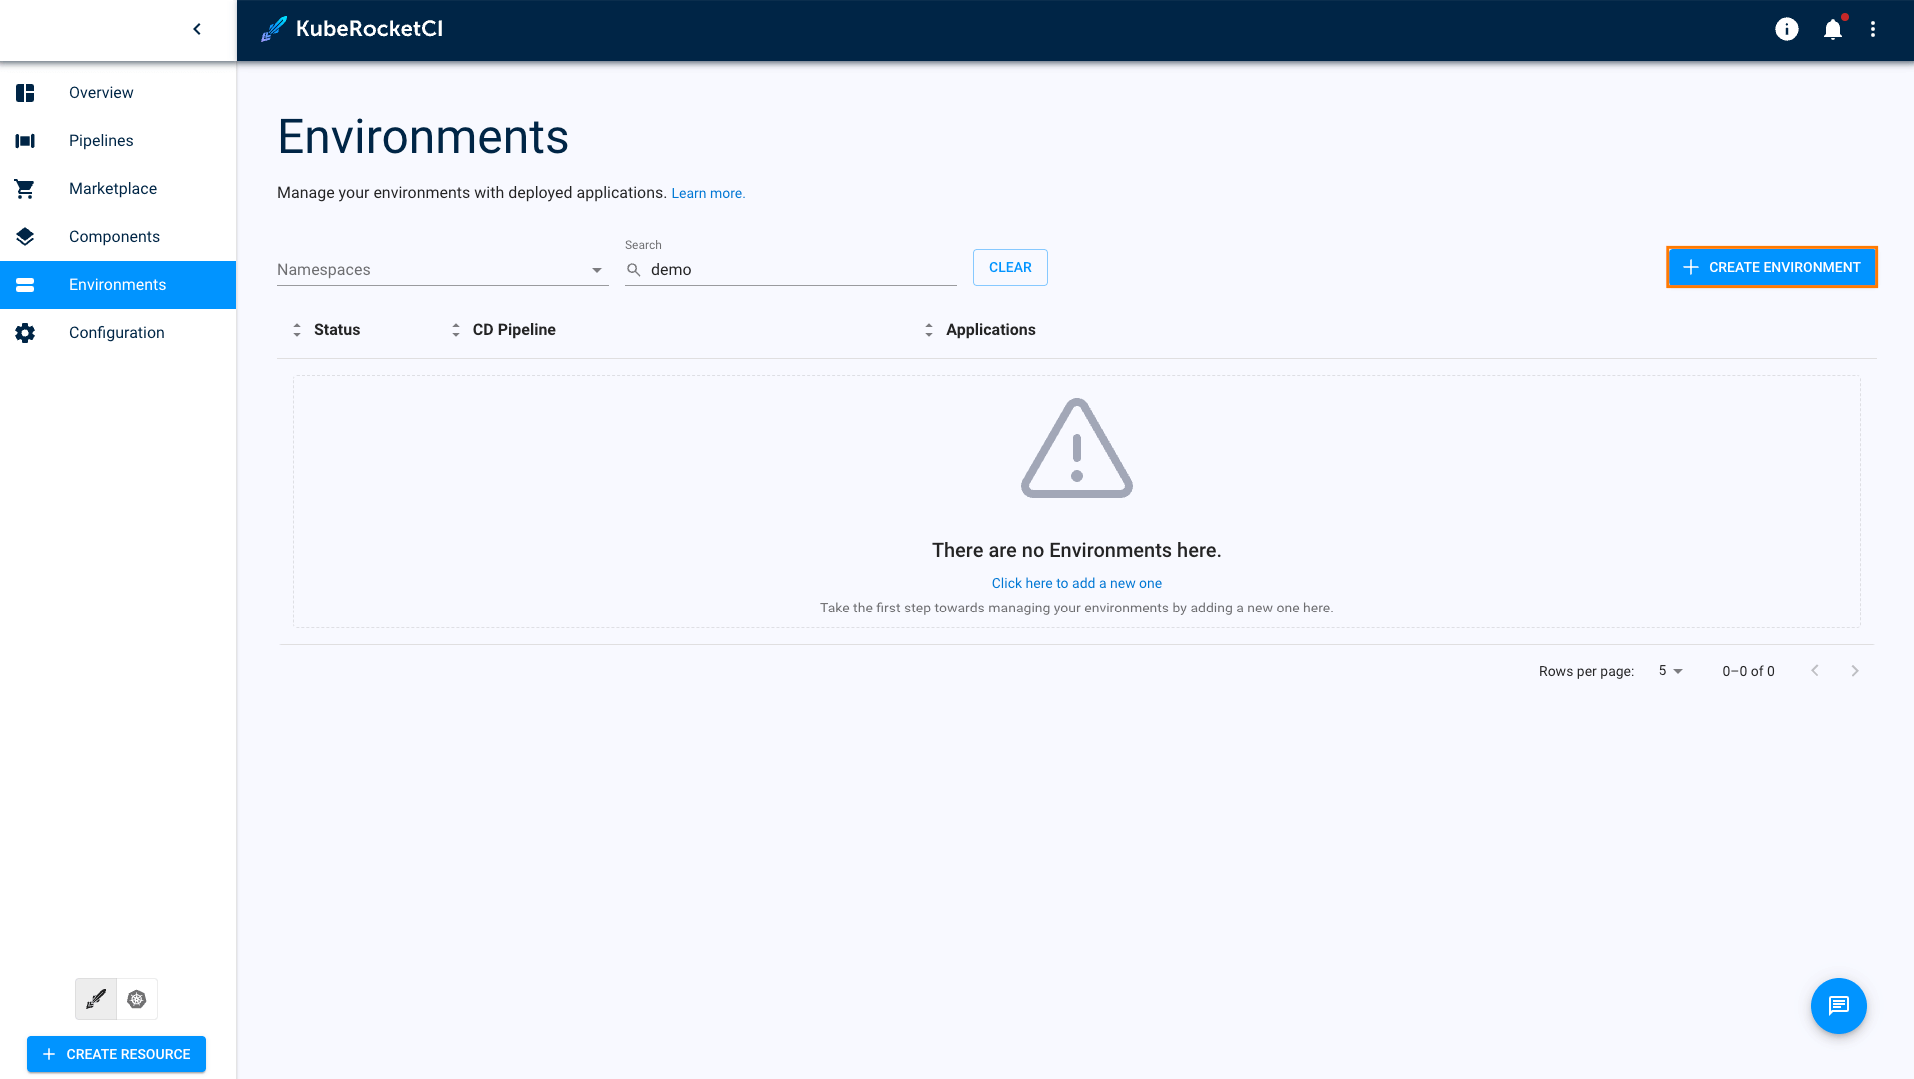 KubeRocketCI
Overview
Pipelines
Marketplace
Components
Environments
Configuration
Environments
Manage your environments with deployed applications. Learn more.
Namespaces
Search
demo
CLEAR
CREATE ENVIRONMENT
Status
CD Pipeline
Applications
There are no Environments here.
Click here to add a new one
Take the first step towards managing your environments by adding a new one here.
Rows per page: 5 0–0 of 0
CREATE RESOURCE